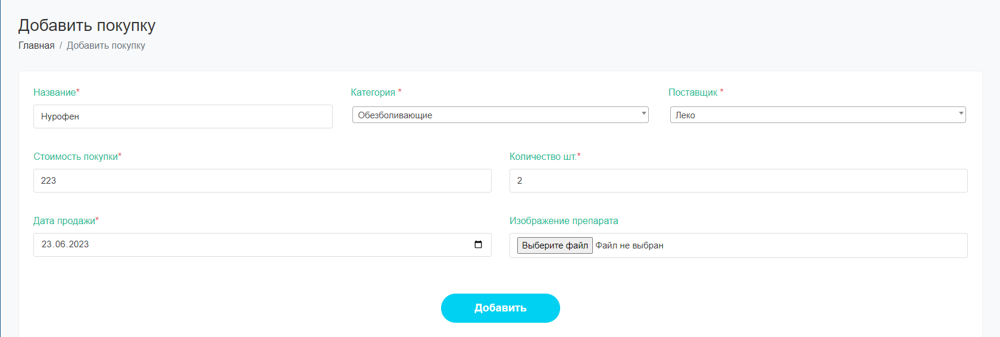 Добавить покупку
Главная / Добавить покупку
Название* Категория * Поставщик *
Нурофен Обезболивающие Леко
Стоимость покупки* Количество шт.*
223 2
Дата продажи* Изображение препарата
23.06.2023 Выберите файл Файл не выбран
Добавить